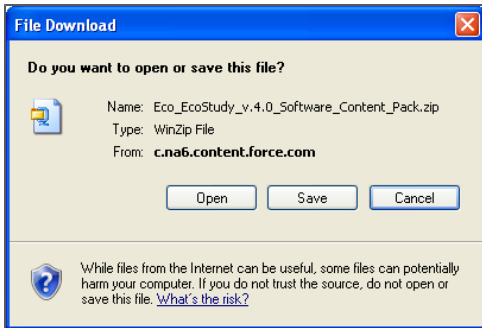 File Download
Do you want to open or save this file?
Name: Eco_EcoStudy_v.4.0_Software_Content_Pack.zip
Type: WinZip File
From: c.na6.content.force.com
Open Save Cancel
While files from the Internet can be useful, some files can potentially
harm your computer. If you do not trust the source, do not open or
save this file. What's the risk?